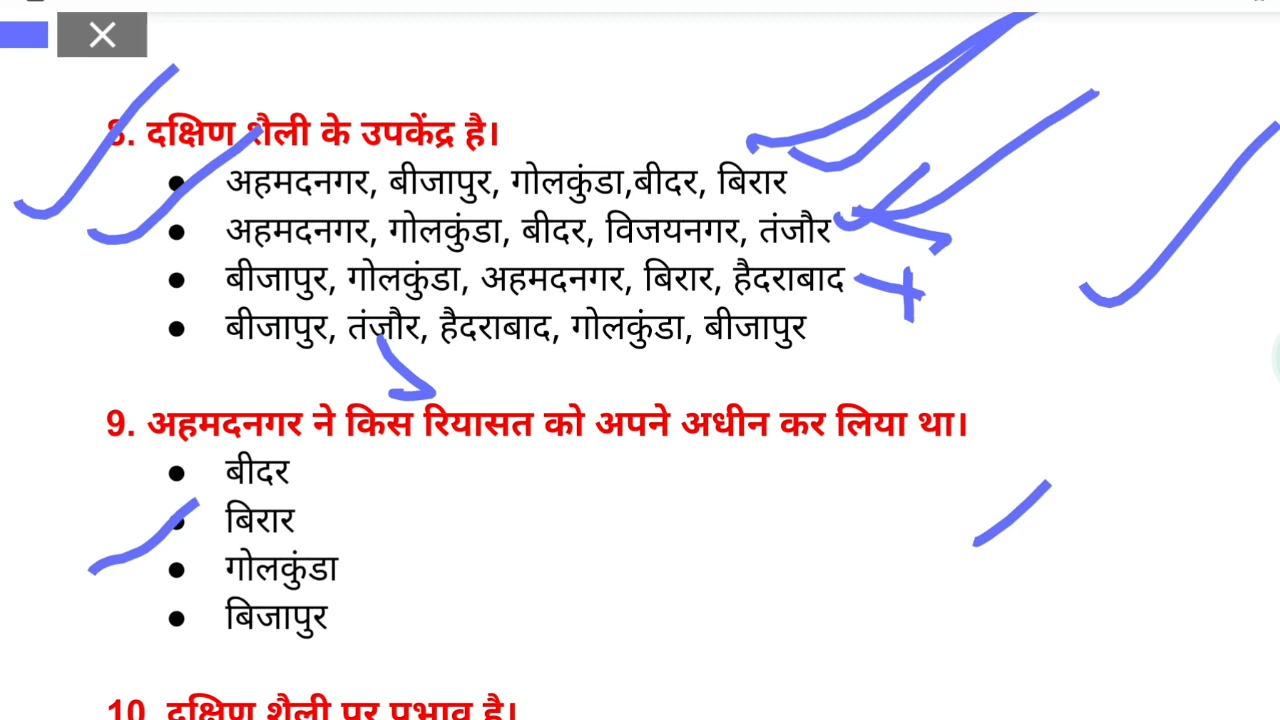 8. दक्षिण शैली के उपकेंद्र है।
● अहमदनगर, बीजापुर, गोलकुंडा,बीदर, बिरार
● अहमदनगर, गोलकुंडा, बीदर, विजयनगर, तंजौर
● बीजापुर, गोलकुंडा, अहमदनगर, बिरार, हैदराबाद
● बीजापुर, तंजौर, हैदराबाद, गोलकुंडा, बीजापुर
9. अहमदनगर ने किस रियासत को अपने अधीन कर लिया था।
● बीदर
● बिरार
● गोलकुंडा
● बिजापुर
10. दक्षिण शैली पर प्रभाव है।